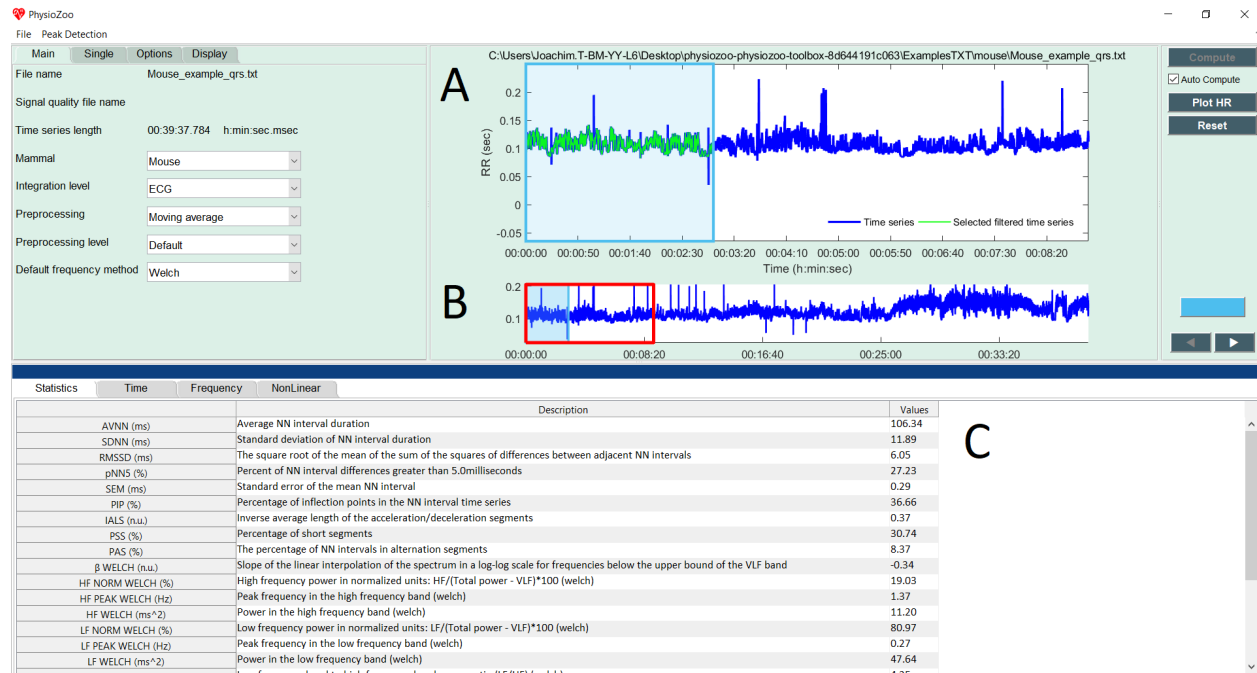 PhysioZoo
File Peak Detection
Main Single Options Display
File name Mouse_example_qrs.txt
Signal quality file name
Time series length 00:39:37.784 h:min:sec.msec
Mammal Mouse
Integration level ECG
Preprocessing Moving average
Preprocessing level Default
Default frequency method Welch
C:\Users\Joachim.T-BM-YY-L6\Desktop\physiozoo-physiozoo-toolbox-8d644191c063\ExamplesTXT\mouse\Mouse_example_qrs.txt
A
RR (sec)
0.2
0.15
0.1
0.05
0
-0.05
Time series Selected filtered time series
00:00:00 00:00:50 00:01:40 00:02:30 00:03:20 00:04:10 00:05:00 00:05:50 00:06:40 00:07:30 00:08:20
Time (h:min:sec)
B
0.2
0.1
00:00:00 00:08:20 00:16:40 00:25:00 00:33:20
Compute
Auto Compute
Plot HR
Reset
Statistics Time Frequency NonLinear
Description Values
AVNN (ms) Average NN interval duration 106.34
SDNN (ms) Standard deviation of NN interval duration 11.89
RMSSD (ms) The square root of the mean of the sum of the squares of differences between adjacent NN intervals 6.05
pNN5 (%) Percent of NN interval differences greater than 5.0milliseconds 27.23
SEM (ms) Standard error of the mean NN interval 0.29
PIP (%) Percentage of inflection points in the NN interval time series 36.66
IALS (n.u.) Inverse average length of the acceleration/deceleration segments 0.37
PSS (%) Percentage of short segments 30.74
PAS (%) The percentage of NN intervals in alternation segments 8.37
β WELCH (n.u.) Slope of the linear interpolation of the spectrum in a log-log scale for frequencies below the upper bound of the VLF band -0.34
HF NORM WELCH (%) High frequency power in normalized units: HF/(Total power - VLF)*100 (welch) 19.03
HF PEAK WELCH (Hz) Peak frequency in the high frequency band (welch) 1.37
HF WELCH (ms^2) Power in the high frequency band (welch) 11.20
LF NORM WELCH (%) Low frequency power in normalized units: LF/(Total power - VLF)*100 (welch) 80.97
LF PEAK WELCH (Hz) Peak frequency in the low frequency band (welch) 0.27
LF WELCH (ms^2) Power in the low frequency band (welch) 47.64
C